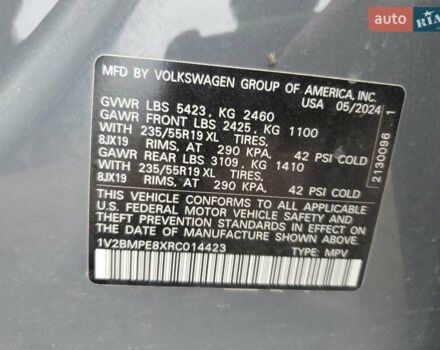 auto RIA
MFD BY VOLKSWAGEN GROUP OF AMERICA, INC.
USA 05/2024
GVWR LBS 5423, KG 2460
GAWR FRONT LBS 2425, KG 1100
WITH 235/55R19 XL TIRES,
8JX19 RIMS, AT 290 KPA, 42 PSI COLD
GAWR REAR LBS 3109, KG 1410
WITH 235/55R19 XL TIRES,
8JX19 RIMS, AT 290 KPA, 42 PSI COLD
THIS VEHICLE CONFORMS TO ALL APPLICABLE
U.S. FEDERAL MOTOR VEHICLE SAFETY AND
THEFT PREVENTION STANDARDS IN EFFECT ON
THE DATE OF MANUFACTURE SHOWN ABOVE.
1V2BMPE8XRC014423 TYPE: MPV
2130096 1